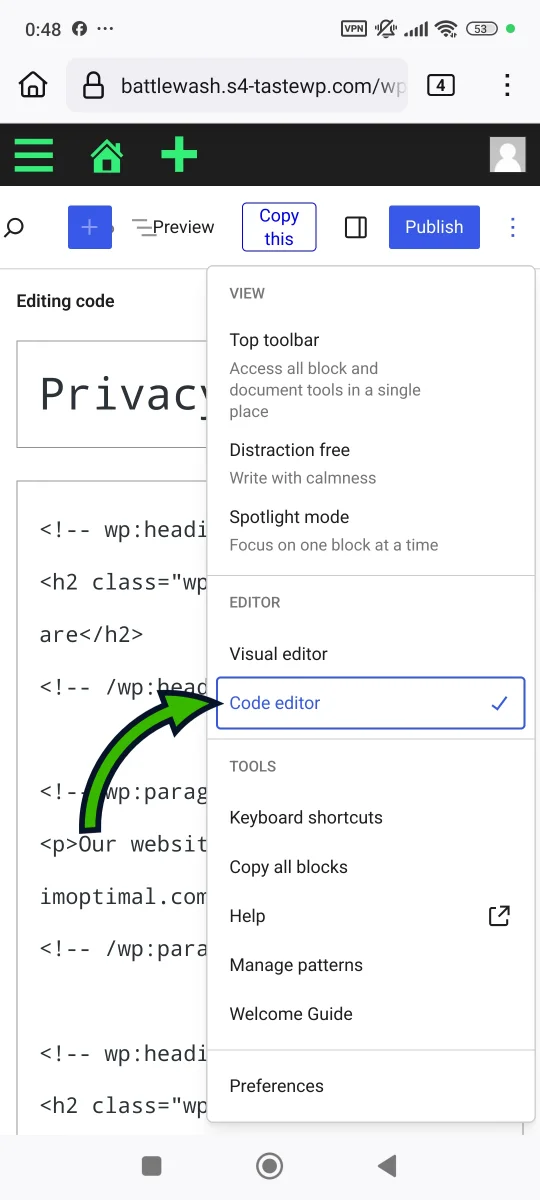 0:48
VPN
53
battlewash.s4-tastewp.com/wp
4
Preview
Copy
this
Publish
Editing code
VIEW
Top toolbar
Access all block and
document tools in a single
place
Distraction free
Write with calmness
Spotlight mode
Focus on one block at a time
EDITOR
Visual editor
Code editor
TOOLS
Keyboard shortcuts
Copy all blocks
Help
Manage patterns
Welcome Guide
Preferences
Privacy
<!-- wp:headi
<h2 class="wp
are</h2>
<!-- /wp:head
<!-- wp:parag
<p>Our websit
imoptimal.com
<!-- /wp:para
<!-- wp:headi
<h2 class="wp